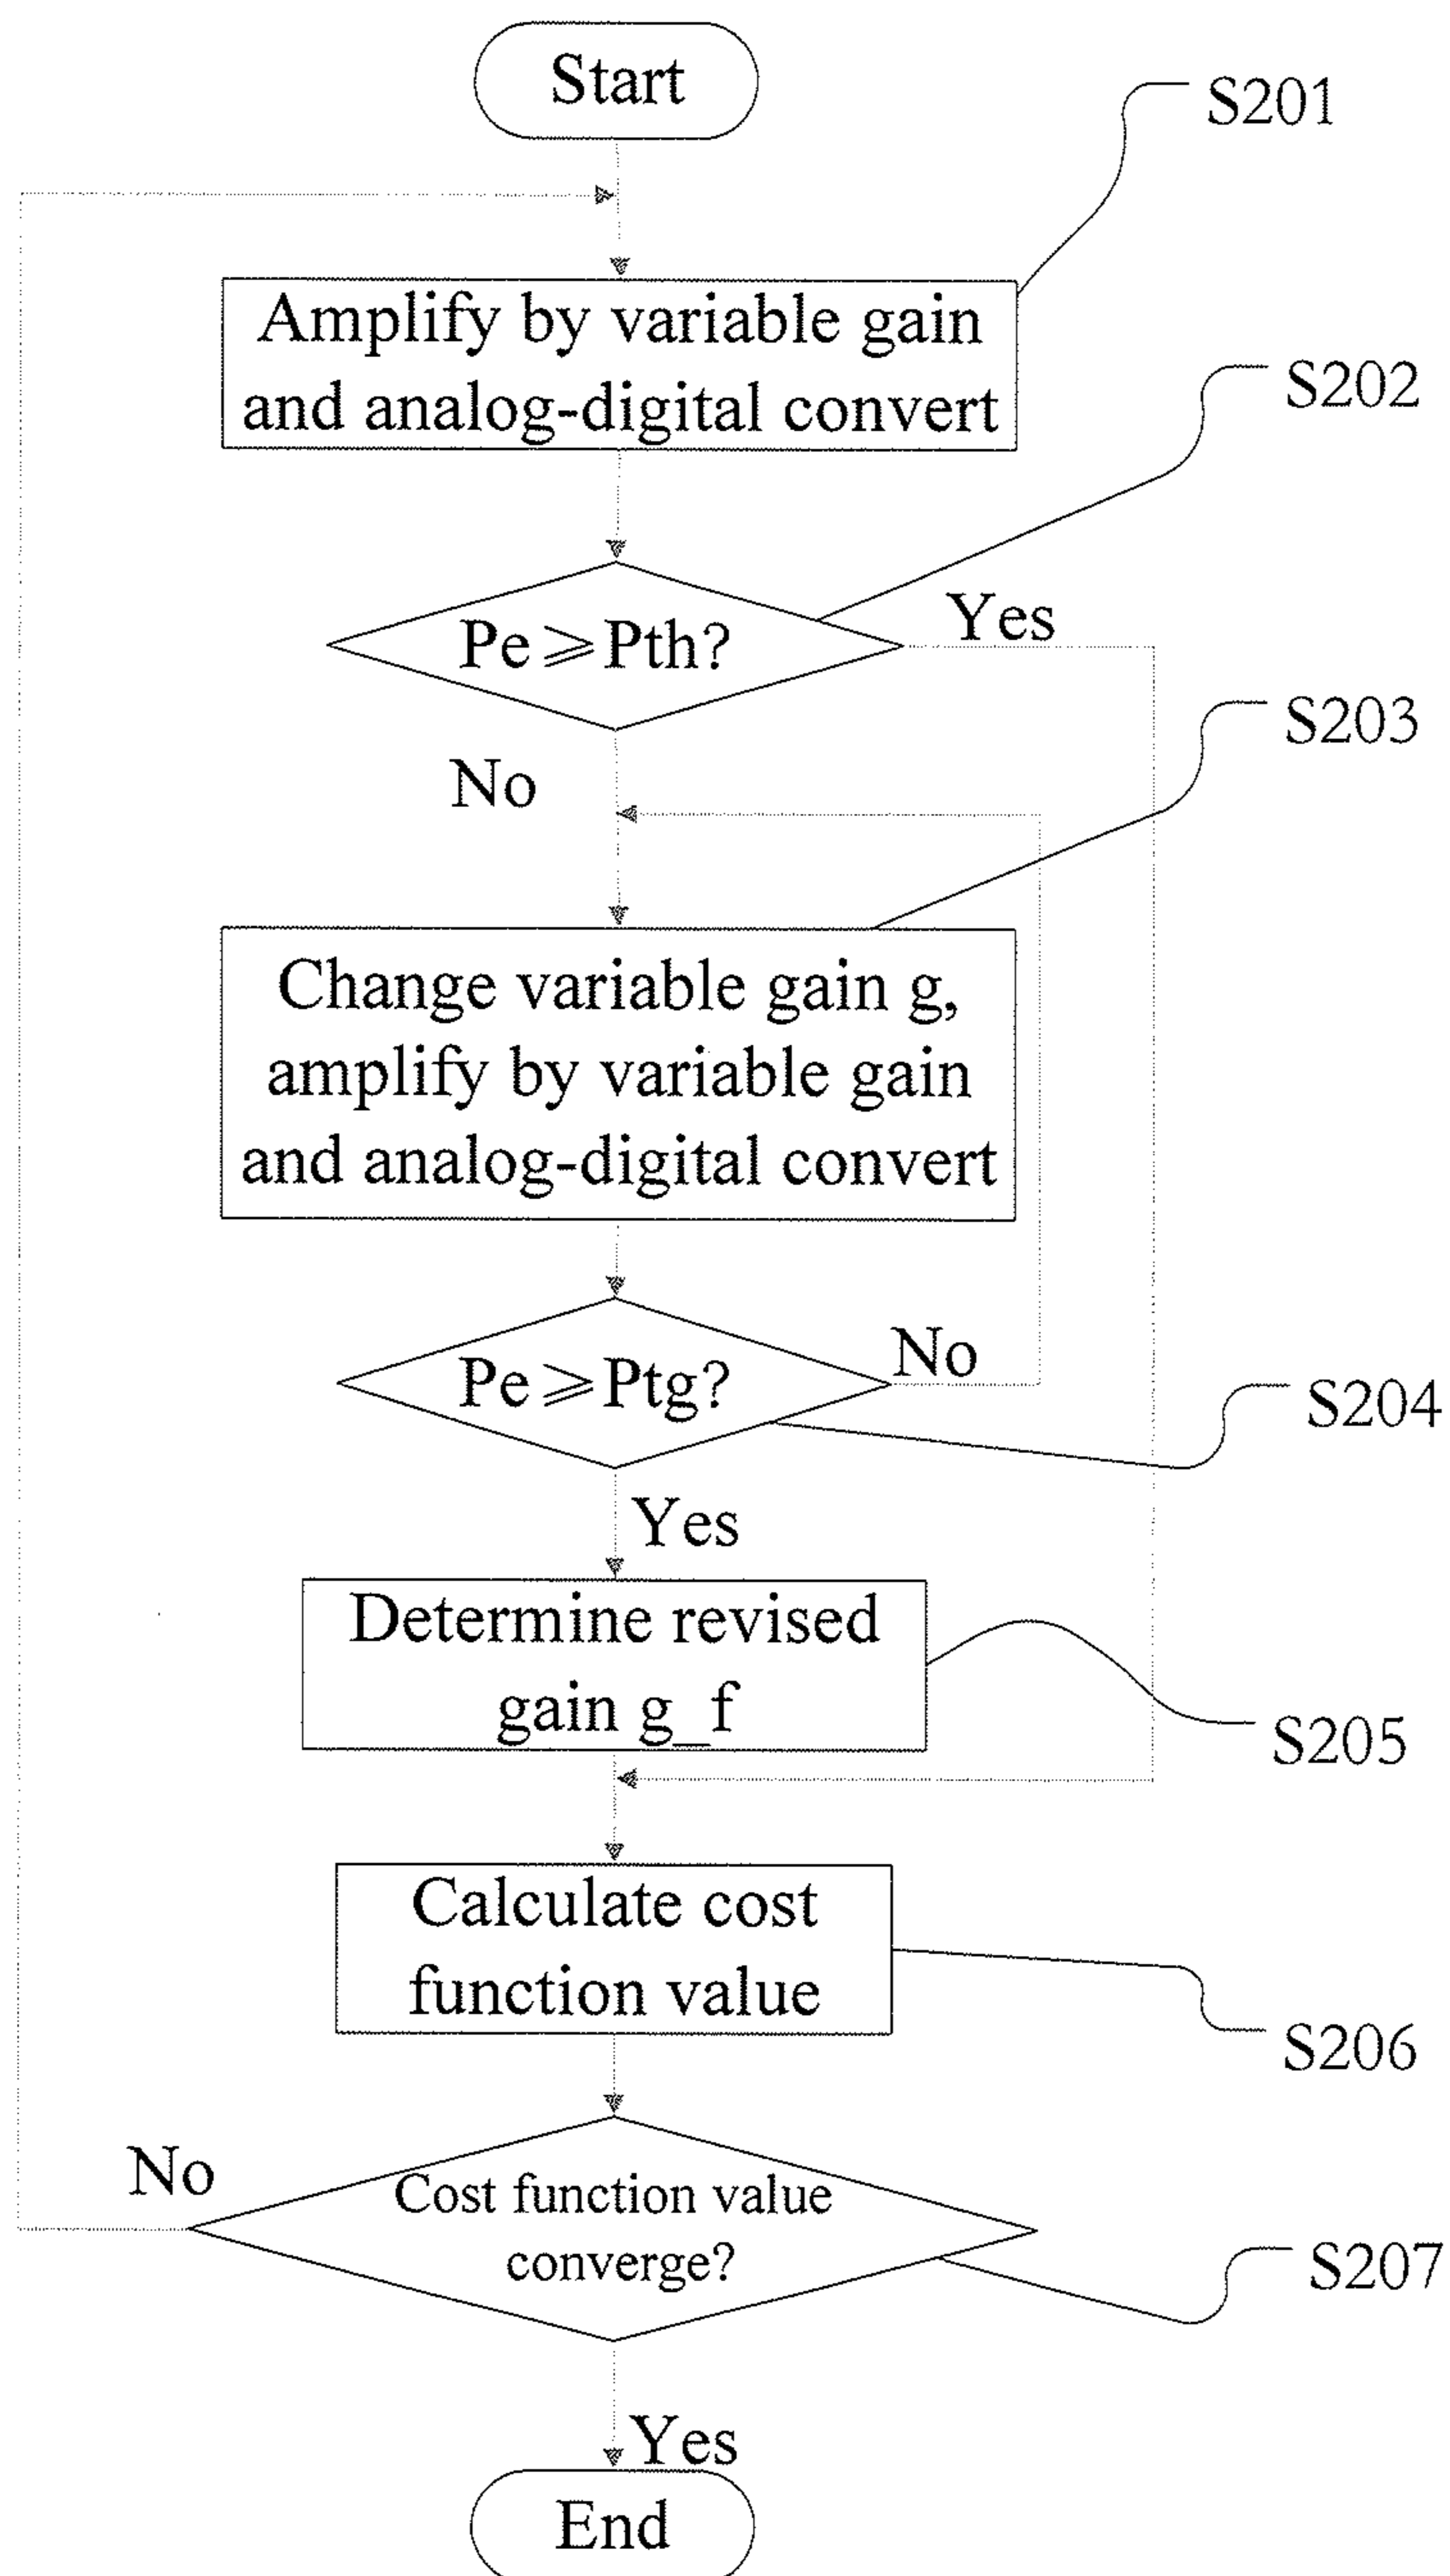 Start
S201
Amplify by variable gain
and analog-digital convert
S202
Pe⩾Pth?
Yes
S203
No
Change variable gain g,
amplify by variable gain
and analog-digital convert
Pe⩾Ptg?
No
S204
Yes
Determine revised
gain g_f
S205
Calculate cost
function value
S206
No
Cost function value
converge?
S207
Yes
End